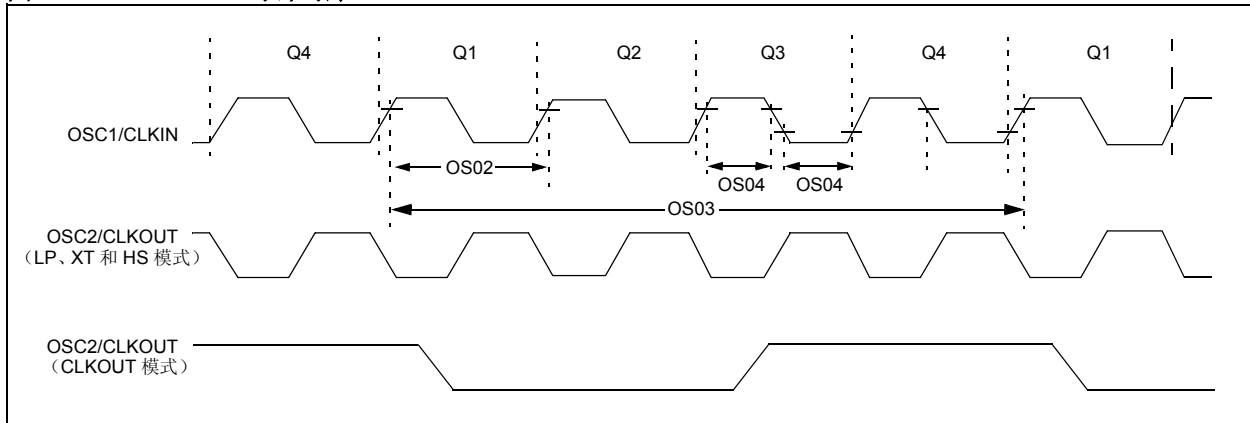 Q4 Q1 Q2 Q3 Q4 Q1
OSC1/CLKIN
OS02
OS04 OS04
OS03
OSC2/CLKOUT
（LP、XT 和 HS 模式）
OSC2/CLKOUT
（CLKOUT 模式）